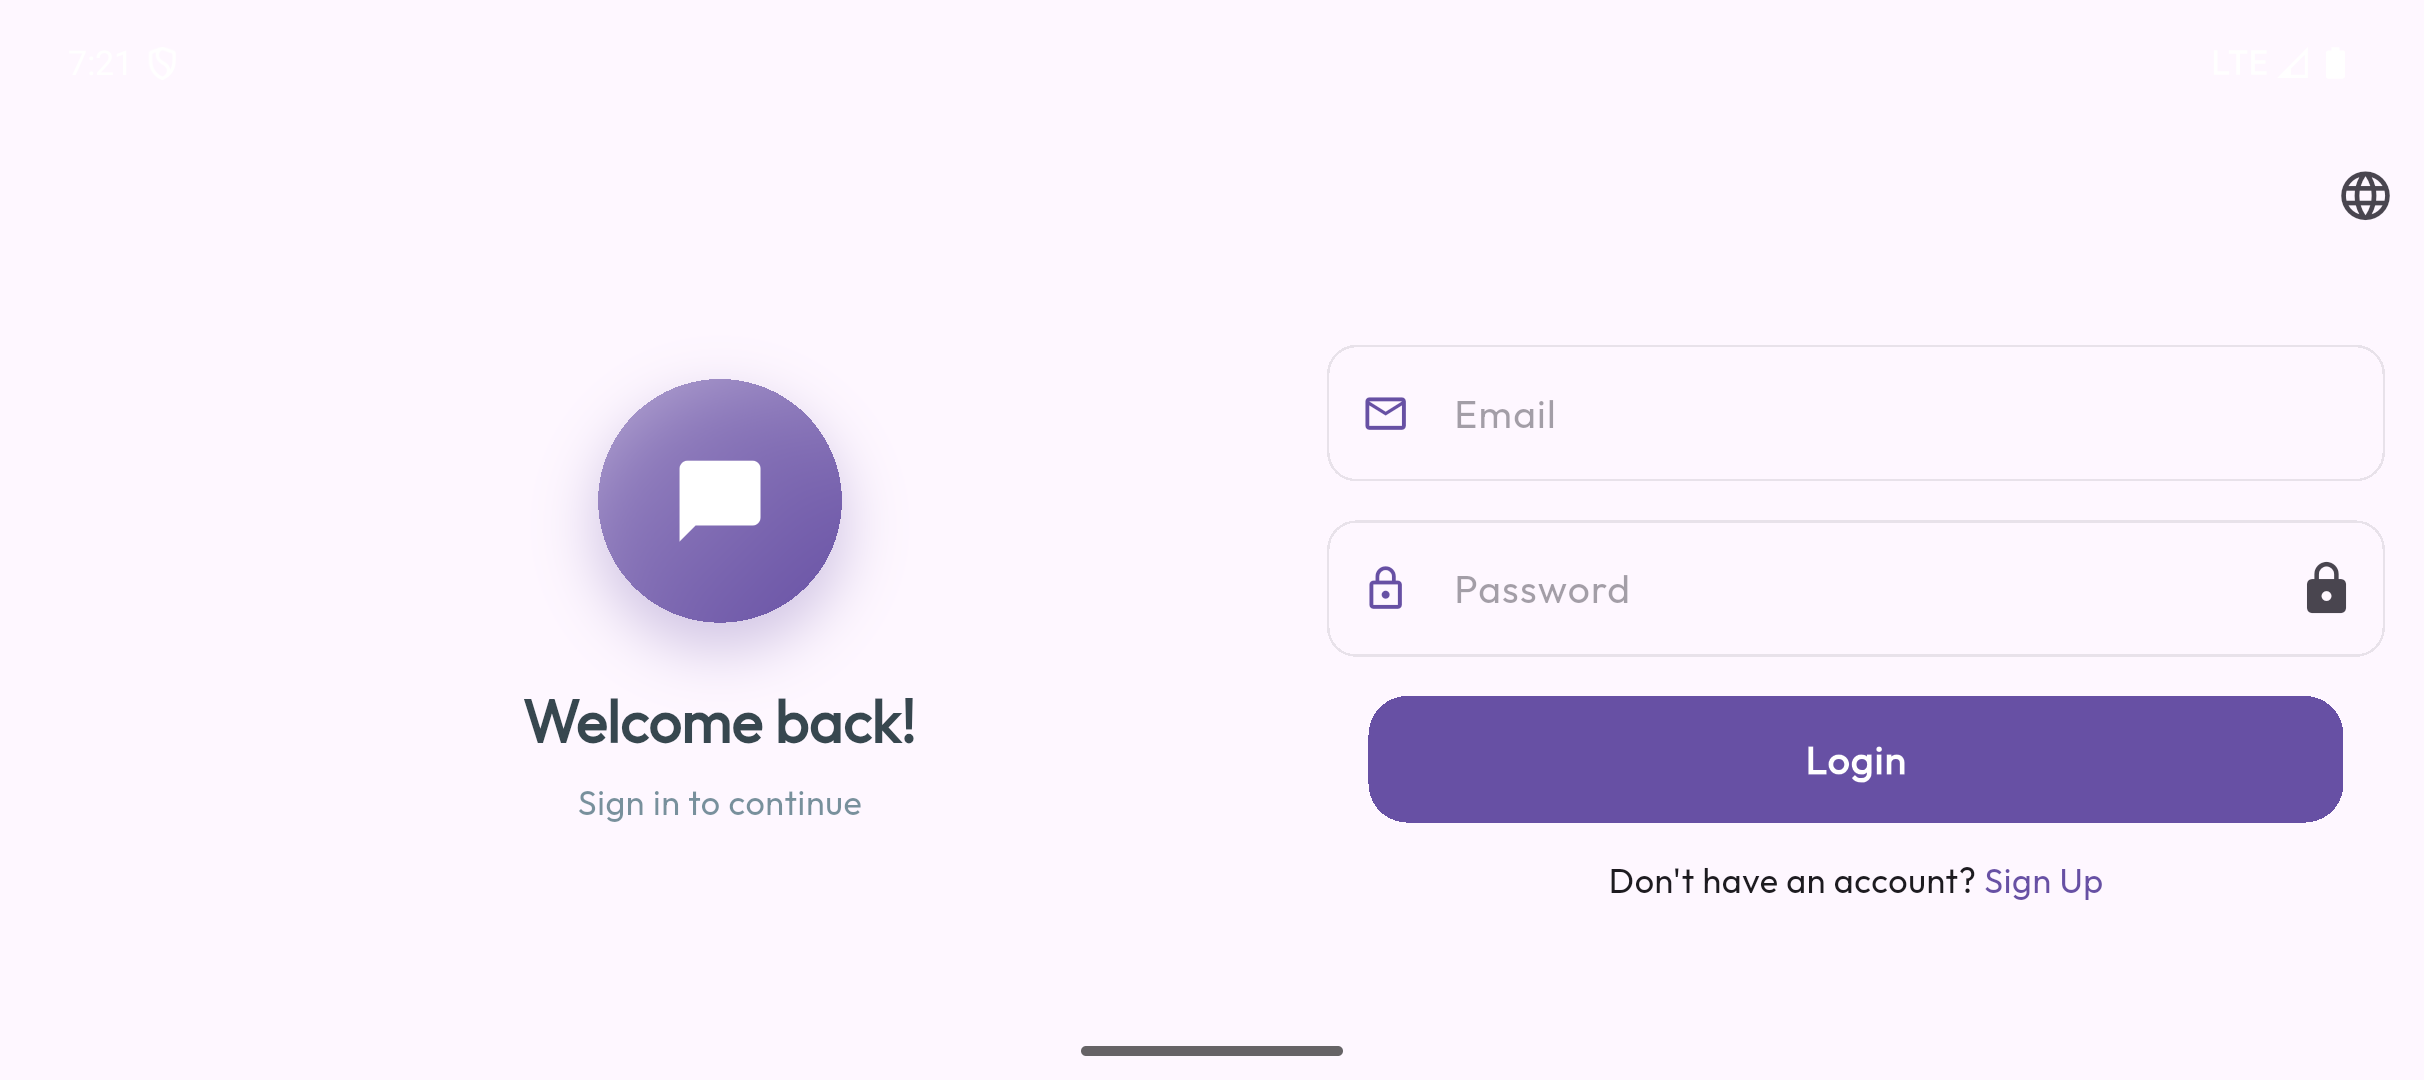 7:21
LTE
Welcome back!
Sign in to continue
Email
Password
Login
Don't have an account? Sign Up